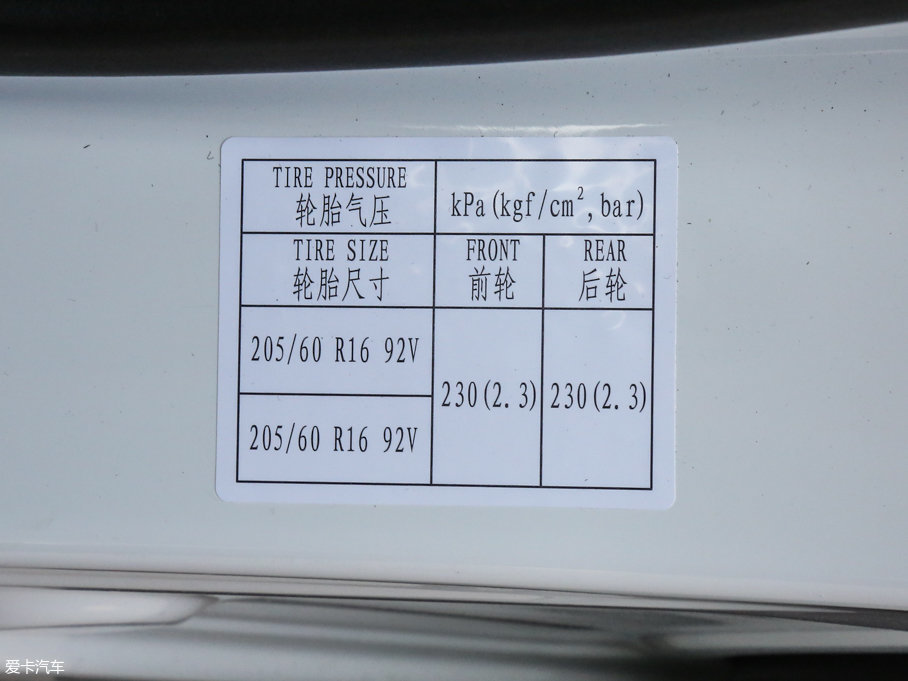 TIRE PRESSURE
轮胎气压
kPa(kgf/cm²,bar)
TIRE SIZE
轮胎尺寸
FRONT
前轮
REAR
后轮
205/60 R16 92V
205/60 R16 92V
230(2.3)
230(2.3)
爱卡汽车